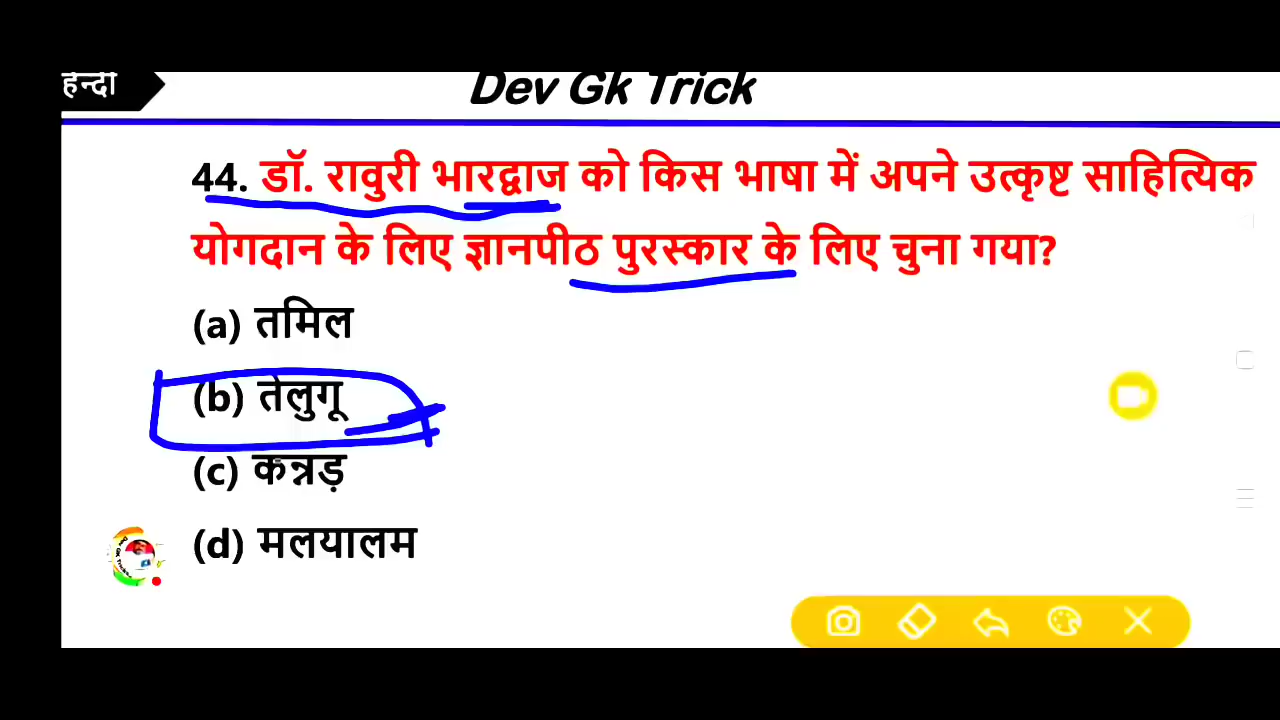 हिन्दी
Dev Gk Trick
44. डॉ. रावुरी भारद्वाज को किस भाषा में अपने उत्कृष्ट साहित्यिक
योगदान के लिए ज्ञानपीठ पुरस्कार के लिए चुना गया?
(a) तमिल
(b) तेलुगू
(c) कन्नड़
(d) मलयालम